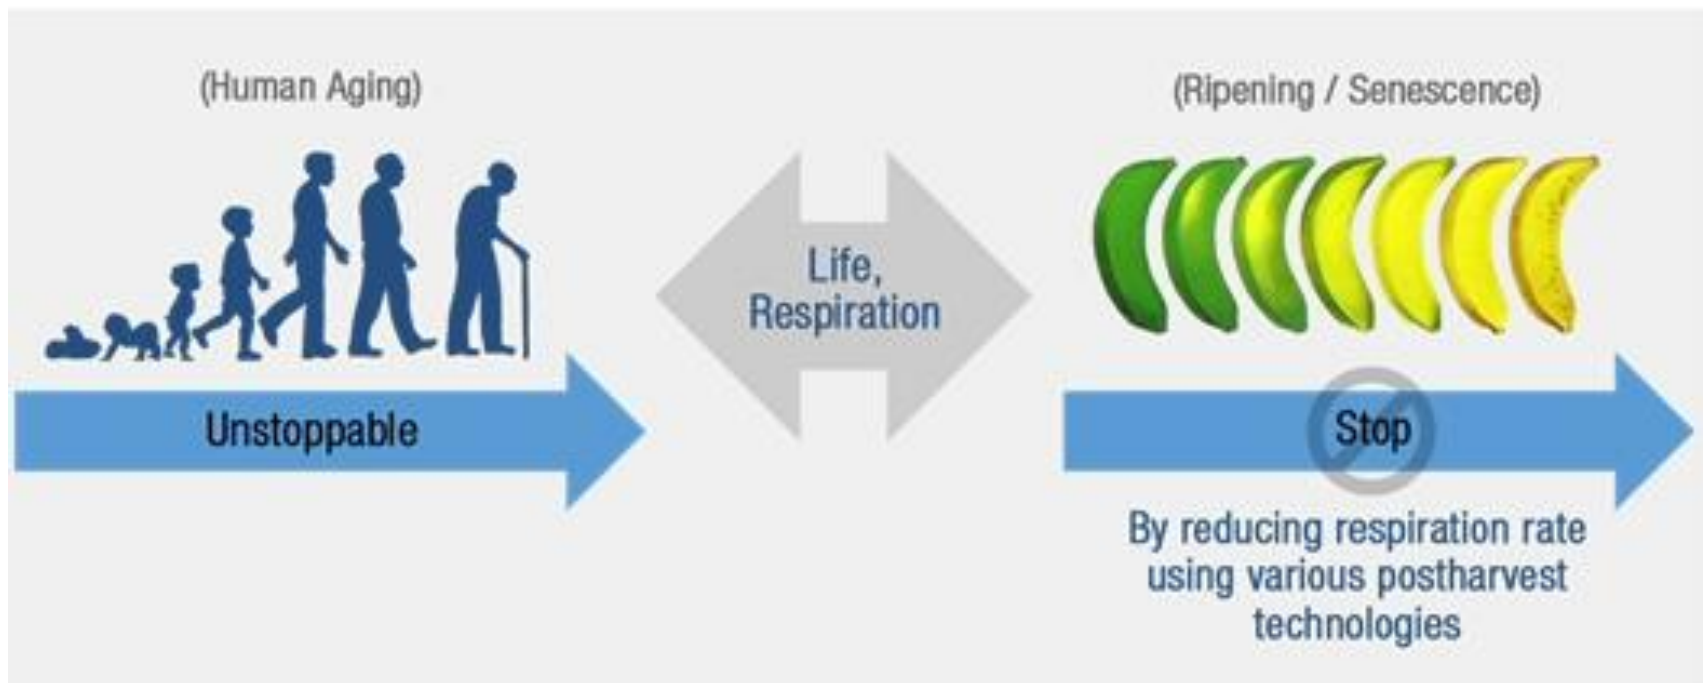 (Human Aging)
Unstoppable
Life,
Respiration
(Ripening / Senescence)
Stop
By reducing respiration rate
using various postharvest
technologies